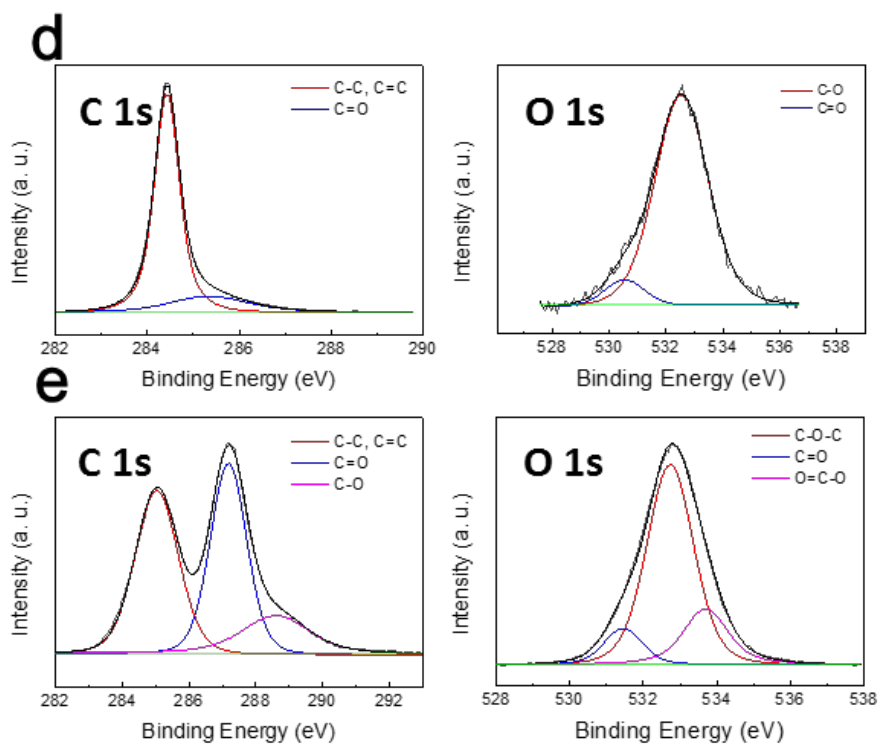 d
C 1s
C-C, C=C
C=O
Intensity (a. u.)
282 284 286 288 290
Binding Energy (eV)
O 1s
C-O
C=O
Intensity (a. u.)
528 530 532 534 536 538
Binding Energy (eV)
e
C 1s
C-C, C=C
C=O
C-O
Intensity (a. u.)
282 284 286 288 290 292
Binding Energy (eV)
O 1s
C-O-C
C=O
O=C-O
Intensity (a. u.)
528 530 532 534 536 538
Binding Energy (eV)